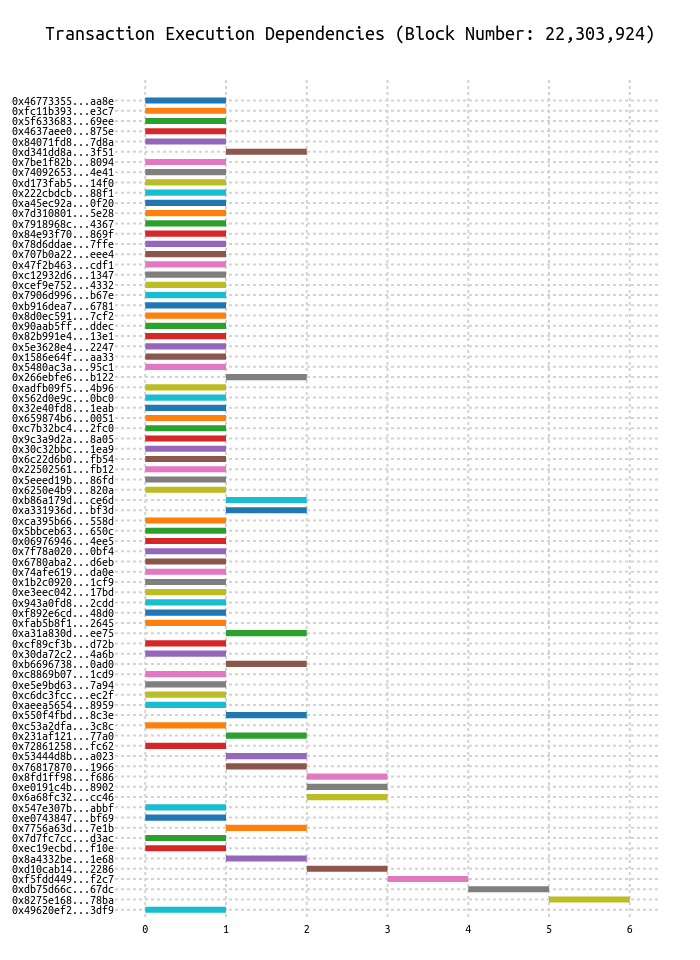 Transaction Execution Dependencies (Block Number: 22,303,924)
0x46773355...aa8e
0xfc11b393...e3c7
0x5f633683...69ee
0x4637aee0...875e
0x84071fd8...7d8a
0xd341dd8a...3f51
0x7be1f82b...8094
0x74092653...4e41
0xd173fab5...14f0
0x222cbdcb...88f1
0xa45ec92a...0f20
0x7d310801...5e28
0x7918968c...4367
0x84e93f70...869f
0x78d6ddae...7ffe
0x707b0a22...eee4
0x47f2b463...cdf1
0xc12932d6...1347
0xcef9e752...4332
0x7906d996...b67e
0xb916dea7...6781
0x8d0ec591...7cf2
0x90aab5ff...ddec
0x82b991e4...13e1
0x5e3628e4...2247
0x1586e64f...aa33
0x5480ac3a...95c1
0x266ebfe6...b122
0xadfb09f5...4b96
0x562d0e9c...0bc0
0x32e40fd8...1eab
0x659874b6...0051
0xc7b32bc4...2fc0
0x9c3a9d2a...8a05
0x30c32bbc...1ea9
0x6c22d6b0...fb54
0x22502561...fb12
0x5eeed19b...86fd
0x6250e4b9...820a
0xb86a179d...ce6d
0xa331936d...bf3d
0xca395b66...558d
0x5bbceb63...650c
0x06976946...4ee5
0x7f78a020...0bf4
0x6780aba2...d6eb
0x74afe619...da0e
0x1b2c0920...1cf9
0xe3eec042...17bd
0x943a0fd8...2cdd
0xf892e6cd...48d0
0xfab5b8f1...2645
0xa31a830d...ee75
0xcf89cf3b...d72b
0x30da72c2...4a6b
0xb6696738...0ad0
0xc8869b07...1cd9
0xe5e9bd63...7a94
0xc6dc3fcc...ec2f
0xaeea5654...8959
0x550f4fbd...8c3e
0xc53a2dfa...3c8c
0x231af121...77a0
0x72861258...fc62
0x53444d8b...a023
0x76817870...1966
0x8fd1ff98...f686
0xe0191c4b...8902
0x6a68fc32...cc46
0x547e307b...abbf
0xe0743847...bf69
0x7756a63d...7e1b
0x7d7fc7cc...d3ac
0xec19ecbd...f10e
0x8a4332be...1e68
0xd10cab14...2286
0xf5fdd449...f2c7
0xdb75d66c...67dc
0x8275e168...78ba
0x49620ef2...3df9
0 1 2 3 4 5 6